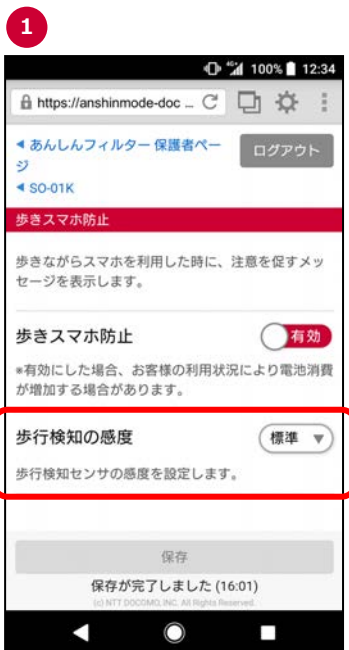 1
4G+ 100% 12:34
https://anshinmode-doc ...
◀ あんしんフィルター 保護者ペー
ジ
ログアウト
◀ SO-01K
歩きスマホ防止
歩きながらスマホを利用した時に、注意を促すメッ
セージを表示します。
歩きスマホ防止
有効
*有効にした場合、お客様の利用状況により電池消費
が増加する場合があります。
歩行検知の感度
標準 ▼
歩行検知センサの感度を設定します。
保存
保存が完了しました (16:01)
(c) NTT DOCOMO, INC. All Rights Reserved.